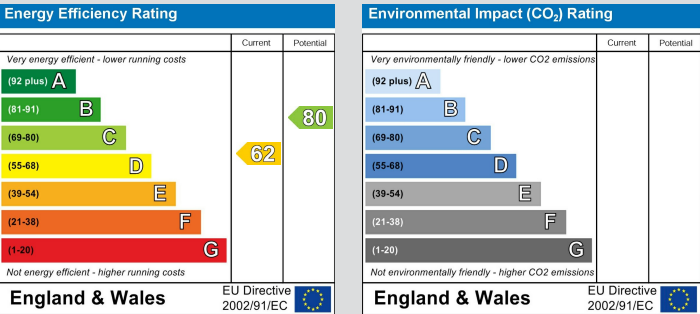 Energy Efficiency Rating
Current Potential
Very energy efficient - lower running costs
(92 plus) A
(81-91) B
(69-80) C
(55-68) D
(39-54) E
(21-38) F
(1-20) G
62
80
Not energy efficient - higher running costs
England & Wales
EU Directive
2002/91/EC
Environmental Impact (CO₂) Rating
Current Potential
Very environmentally friendly - lower CO2 emissions
(92 plus) A
(81-91) B
(69-80) C
(55-68) D
(39-54) E
(21-38) F
(1-20) G
Not environmentally friendly - higher CO2 emissions
England & Wales
EU Directive
2002/91/EC